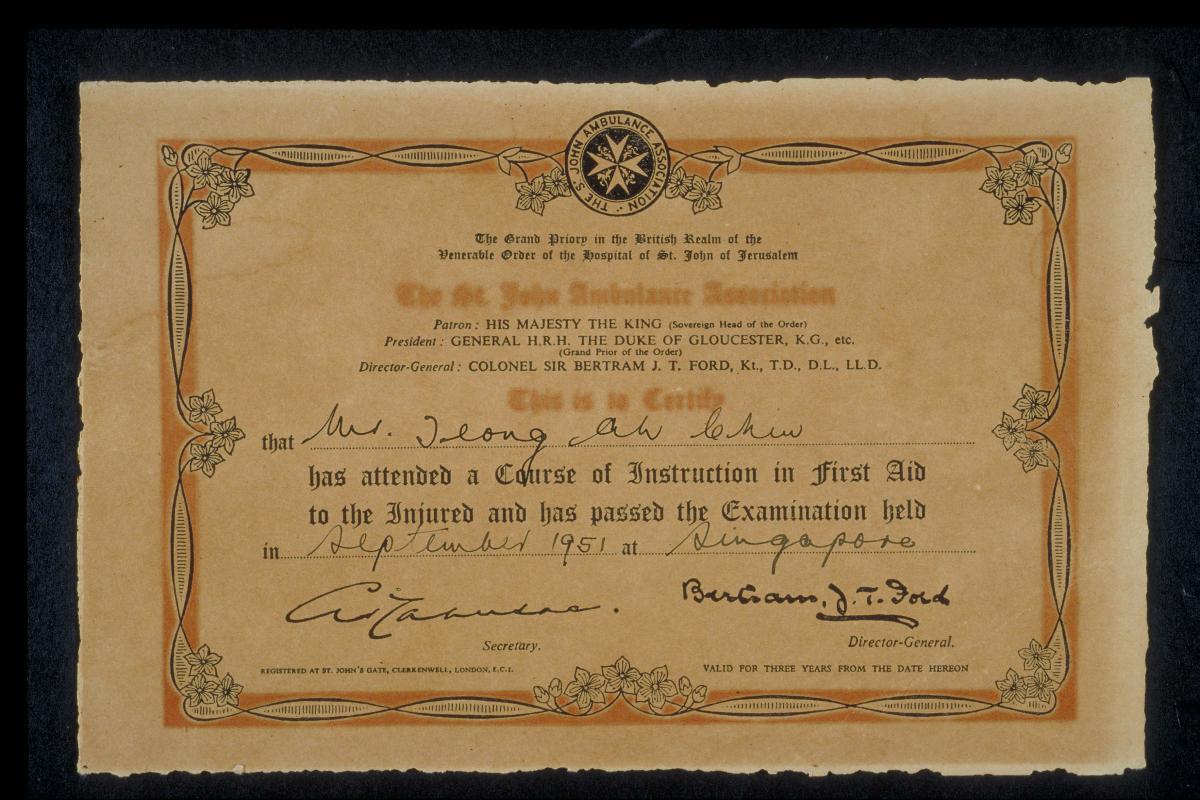 THE ST JOHN AMBULANCE ASSOCIATION
The Grand Priory in the British Realm of the
Venerable Order of the Hospital of St. John of Jerusalem
The St. John Ambulance Association
Patron: HIS MAJESTY THE KING (Sovereign Head of the Order)
President: GENERAL H.R.H. THE DUKE OF GLOUCESTER, K.G., etc.
(Grand Prior of the Order)
Director-General: COLONEL SIR BERTRAM J. T. FORD, Kt., T.D., D.L., LL.D.
This is to Certify
that Mr. Jeong Ah Chew
has attended a Course of Instruction in First Aid
to the Injured and has passed the Examination held
in September 1951 at Singapore
Bertram. J. T. Ford
Secretary. Director-General.
REGISTERED AT ST. JOHN'S GATE, CLERKENWELL, LONDON, E.C.1. VALID FOR THREE YEARS FROM THE DATE HEREON